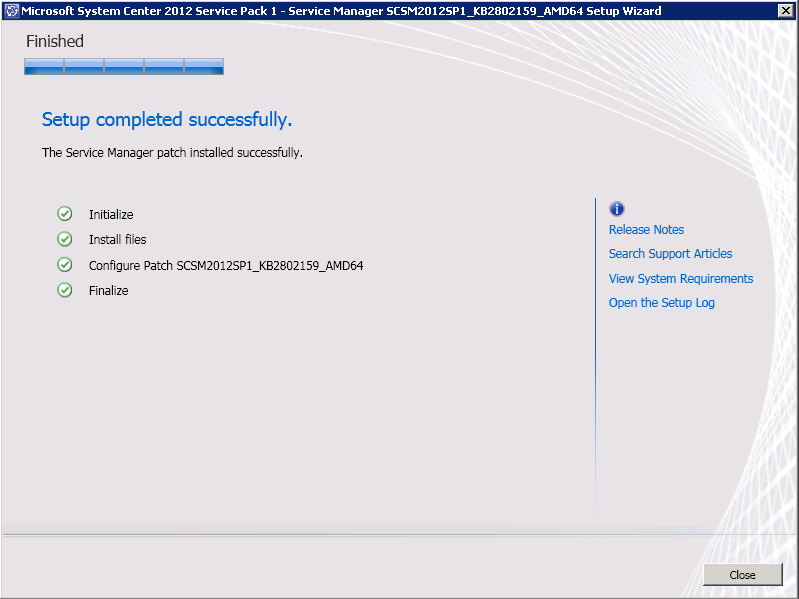 Microsoft System Center 2012 Service Pack 1 - Service Manager SCSM2012SP1_KB2802159_AMD64 Setup Wizard
Finished
Setup completed successfully.
The Service Manager patch installed successfully.
Initialize
Install files
Configure Patch SCSM2012SP1_KB2802159_AMD64
Finalize
Release Notes
Search Support Articles
View System Requirements
Open the Setup Log
Close